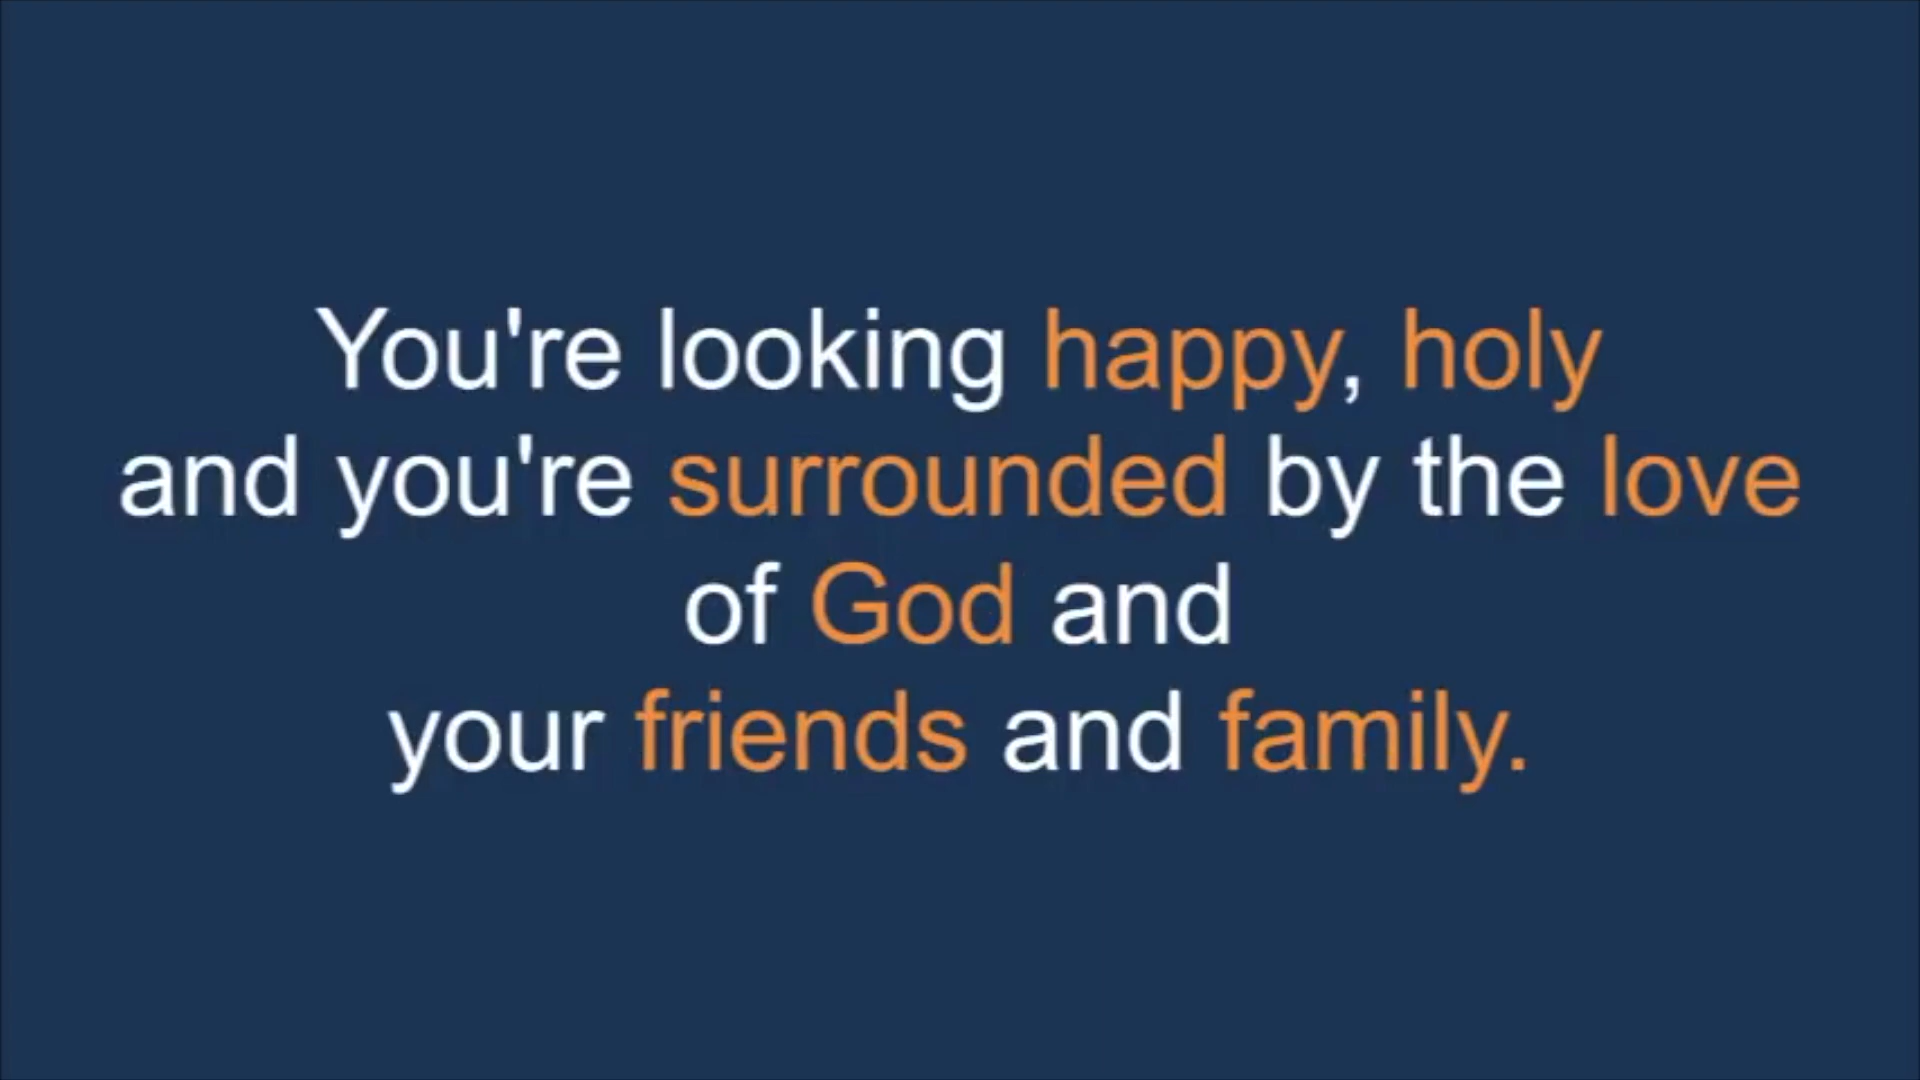 You're looking happy, holy
and you're surrounded by the love
of God and
your friends and family.